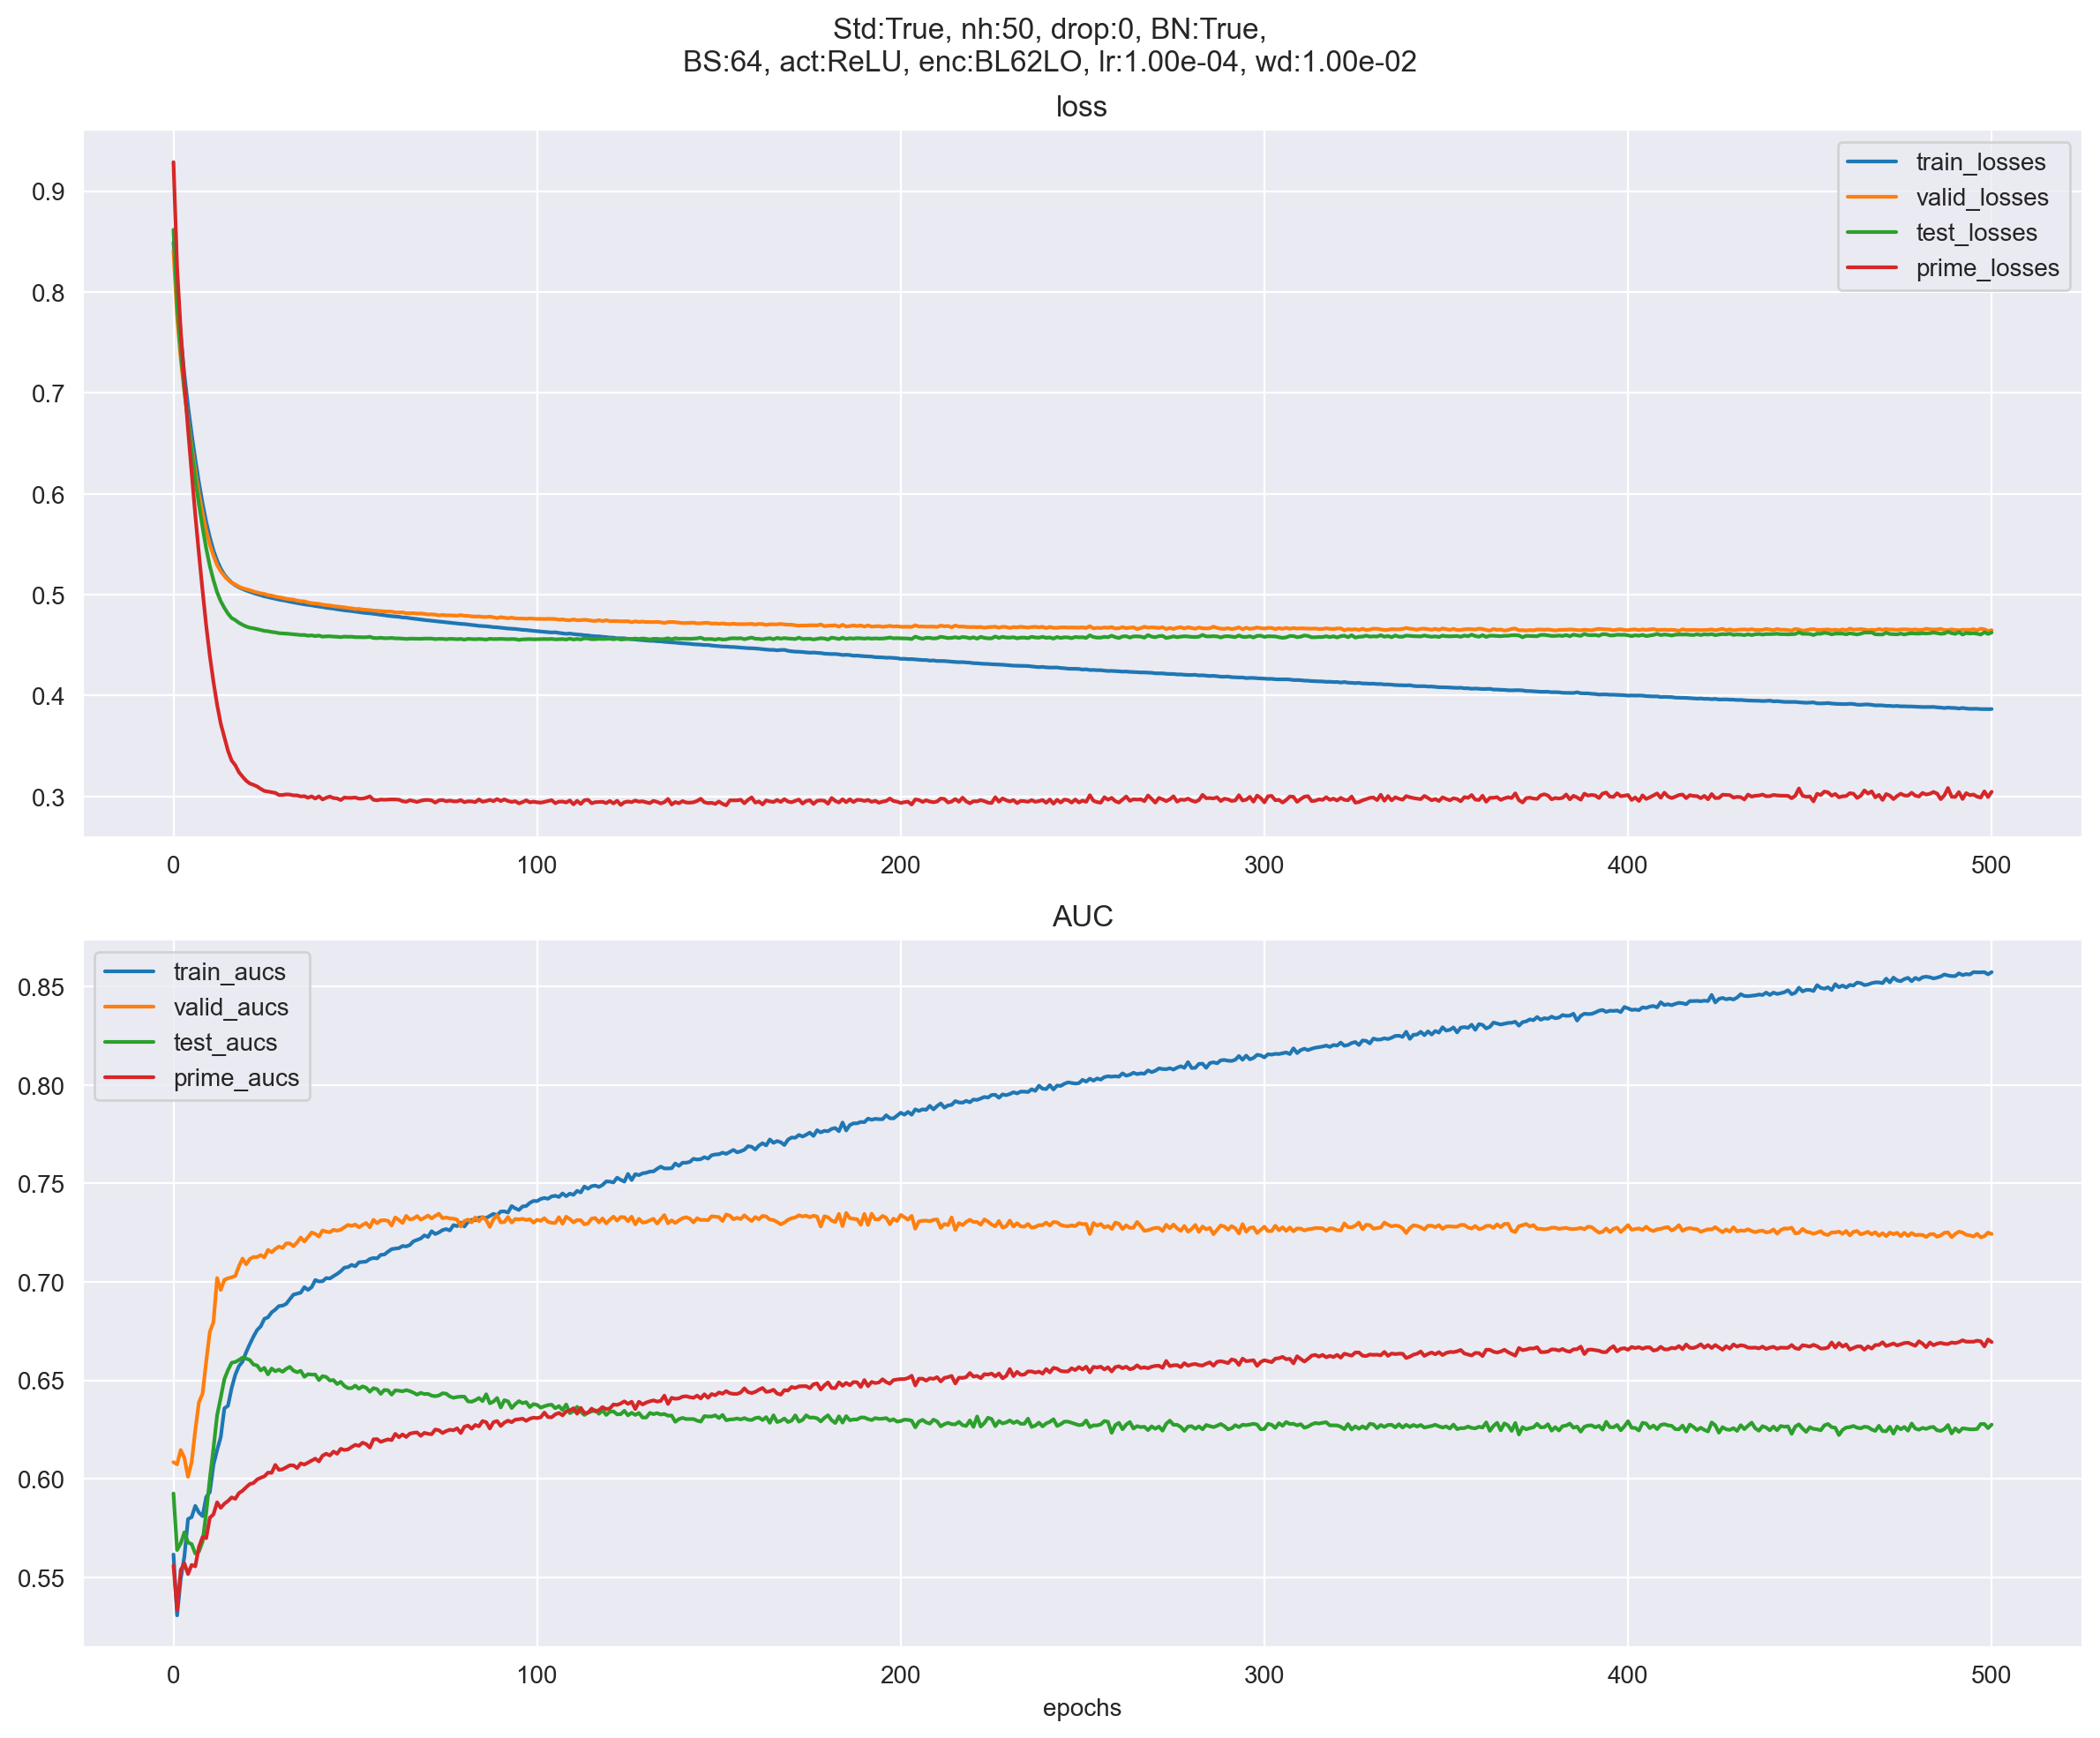 Std:True, nh:50, drop:0, BN:True,
BS:64, act:ReLU, enc:BL62LO, lr:1.00e-04, wd:1.00e-02
loss
train_losses
valid_losses
test_losses
prime_losses
0.9
0.8
0.7
0.6
0.5
0.4
0.3
0 100 200 300 400 500
AUC
train_aucs
valid_aucs
test_aucs
prime_aucs
0.85
0.80
0.75
0.70
0.65
0.60
0.55
0 100 200 300 400 500
epochs